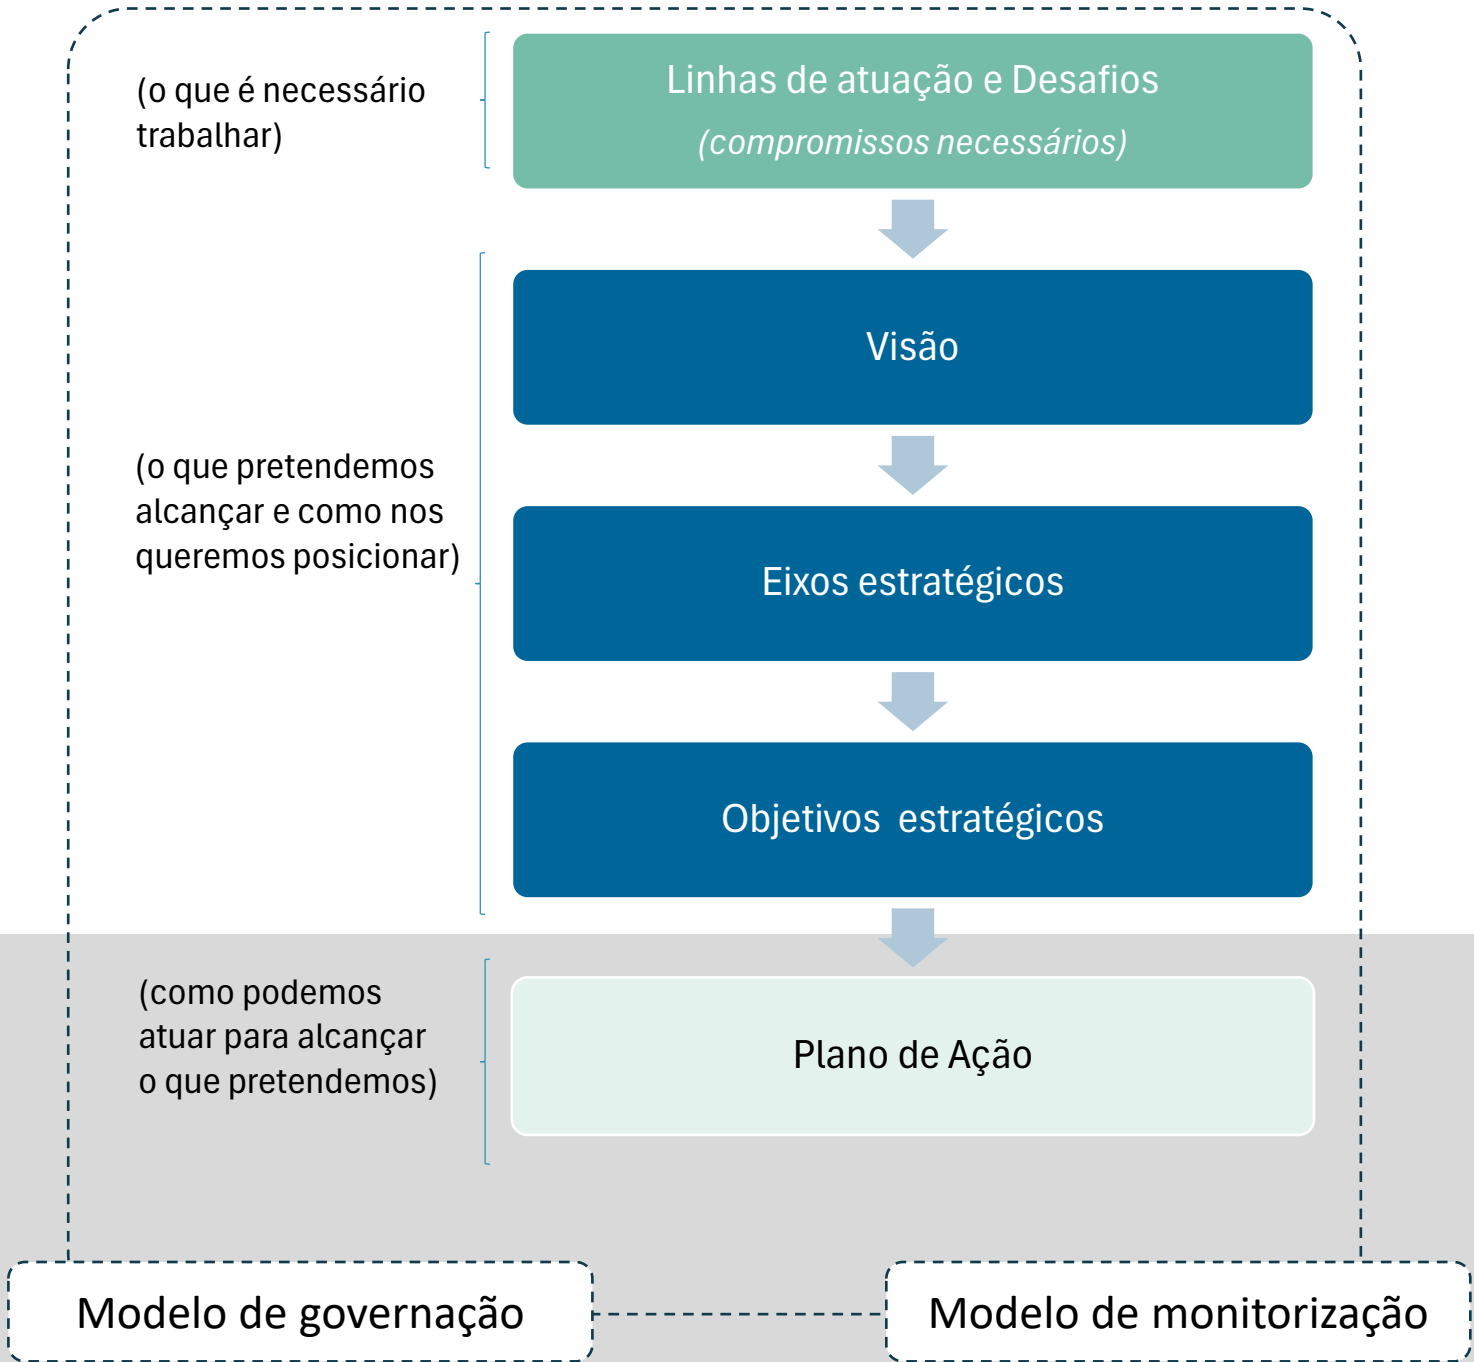 (o que é necessário
trabalhar)
Linhas de atuação e Desafios
(compromissos necessários)
Visão
(o que pretendemos
alcançar e como nos
queremos posicionar)
Eixos estratégicos
Objetivos  estratégicos
(como podemos
atuar para alcançar
o que pretendemos)
Plano de Ação
Modelo de governação
Modelo de monitorização